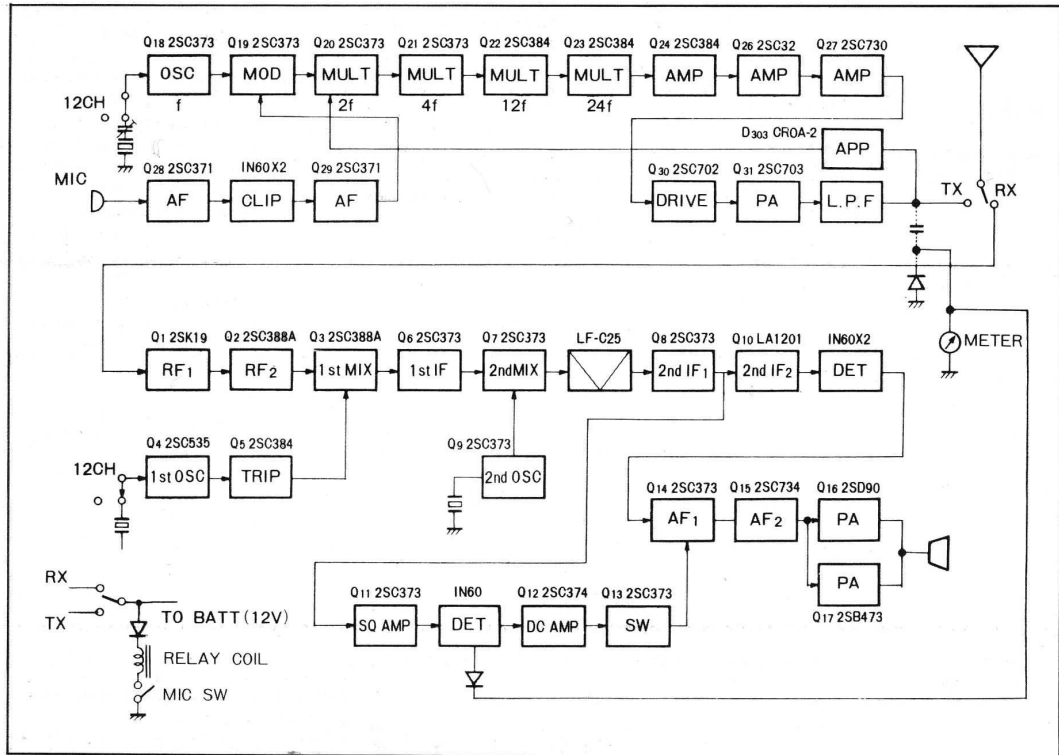 Q18 2SC373 Q19 2SC373 Q20 2SC373 Q21 2SC373 Q22 2SC384 Q23 2SC384 Q24 2SC384 Q26 2SC32 Q27 2SC730
OSC MOD MULT MULT MULT MULT AMP AMP AMP
f 2f 4f 12f 24f
12CH
D303 CR0A-2
APP
Q28 2SC371 IN60X2 Q29 2SC371 Q30 2SC702 Q31 2SC703
MIC
AF CLIP AF DRIVE PA L.P.F
TX RX
METER
Q1 2SK19 Q2 2SC388A Q3 2SC388A Q6 2SC373 Q7 2SC373 LF-C25 Q8 2SC373 Q10 LA1201 IN60X2
RF1 RF2 1st MIX 1st IF 2nd MIX 2nd IF1 2nd IF2 DET
Q4 2SC535 Q5 2SC384 Q9 2SC373
12CH
1st OSC TRIP 2nd OSC
Q14 2SC373 Q15 2SC734 Q16 2SD90
AF1 AF2 PA
PA
Q17 2SB473
RX
TX
TO BATT(12V)
RELAY COIL
MIC SW
Q11 2SC373 IN60 Q12 2SC374 Q13 2SC373
SQ AMP DET DC AMP SW